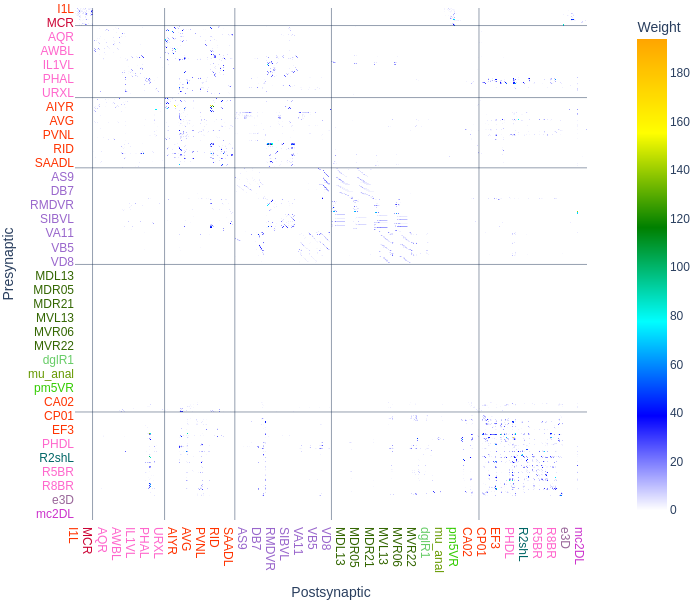 Weight
I1L
MCR
AQR
AWBL
IL1VL
PHAL
URXL
AIYR
AVG
PVNL
RID
SAADL
AS9
DB7
RMDVR
SIBVL
VA11
VB5
VD8
MDL13
MDR05
MDR21
MVL13
MVR06
MVR22
dglR1
mu_anal
pm5VR
CA02
CP01
EF3
PHDL
R2shL
R5BR
R8BR
e3D
mc2DL
Presynaptic
180
160
140
120
100
80
60
40
20
0
I1L
MCR
AQR
AWBL
IL1VL
PHAL
URXL
AIYR
AVG
PVNL
RID
SAADL
AS9
DB7
RMDVR
SIBVL
VA11
VB5
VD8
MDL13
MDR05
MDR21
MVL13
MVR06
MVR22
dglR1
mu_anal
pm5VR
CA02
CP01
EF3
PHDL
R2shL
R5BR
R8BR
e3D
mc2DL
Postsynaptic